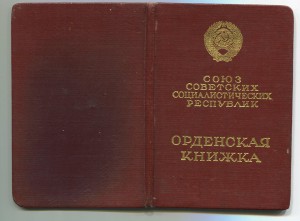 СОЮЗ
СОВЕТСКИХ
СОЦИАЛИСТИЧЕСКИХ
РЕСПУБЛИК
ОРДЕНСКАЯ
КНИЖКА